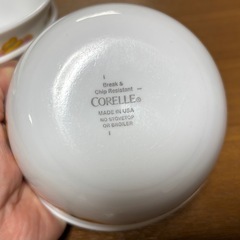 Break &
Chip Resistant
CORELLE®
MADE IN USA
NO STOVETOP
OR BROILER